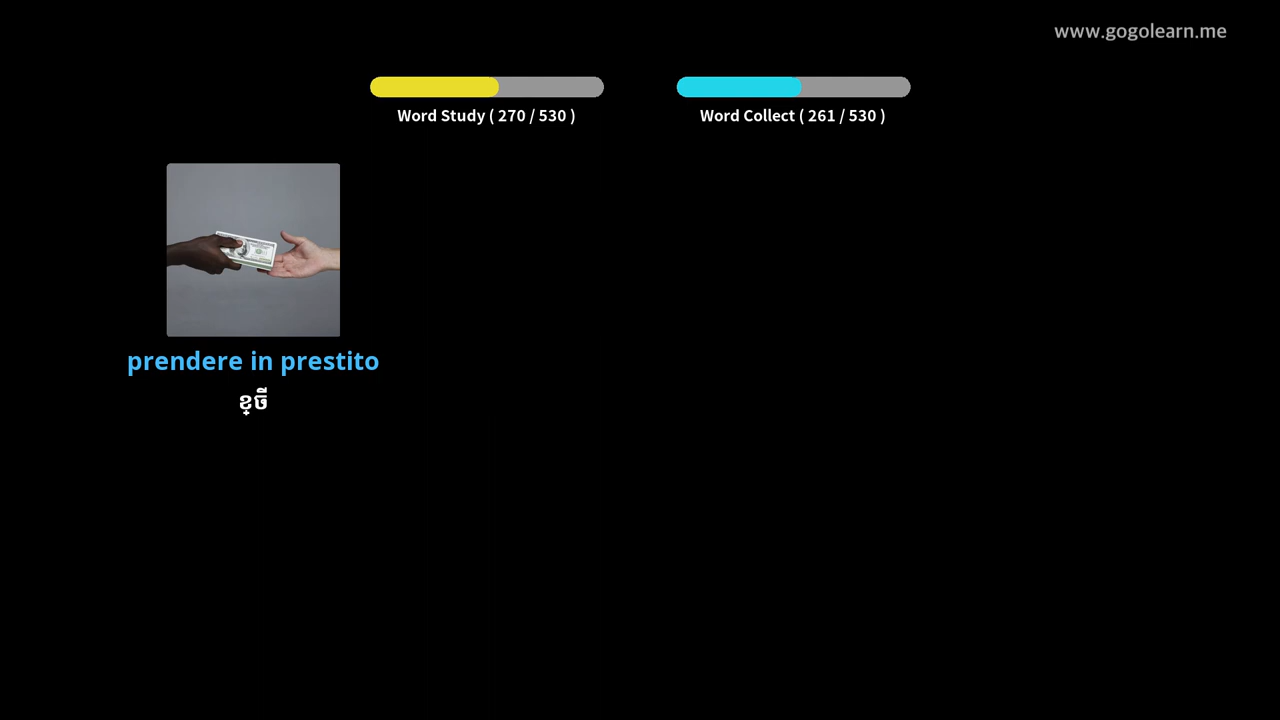 www.gogolearn.me
Word Study ( 270 / 530 )
Word Collect ( 261 / 530 )
prendere in prestito
ខ្ចី